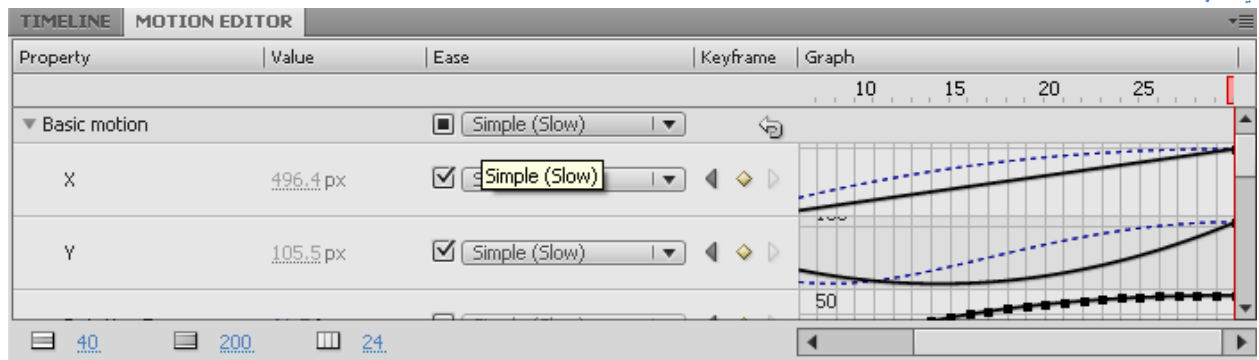 TIMELINE MOTION EDITOR
Property Value Ease Keyframe Graph
10 15 20 25
Basic motion Simple (Slow)
X 496.4 px Simple (Slow)
Y 105.5 px Simple (Slow)
50
40 200 24